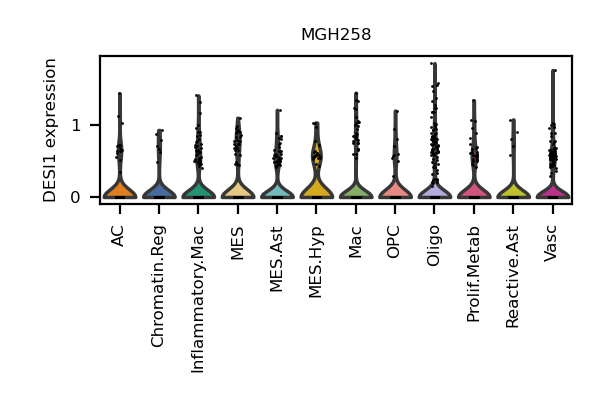 MGH258
DESI1 expression
1
0
AC
Chromatin.Reg
Inflammatory.Mac
MES
MES.Ast
MES.Hyp
Mac
OPC
Oligo
Prolif.Metab
Reactive.Ast
Vasc